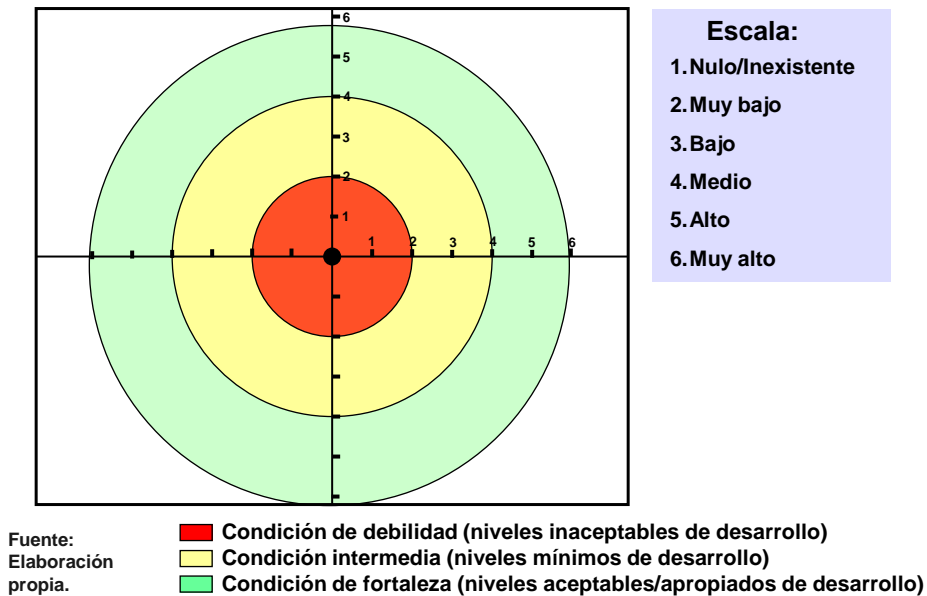 6
5
4
3
2
1
1 2 3 4 5 6
Escala:
1.Nulo/Inexistente
2.Muy bajo
3.Bajo
4.Medio
5.Alto
6.Muy alto
Fuente:
Elaboración
propia.
Condición de debilidad (niveles inaceptables de desarrollo)
Condición intermedia (niveles mínimos de desarrollo)
Condición de fortaleza (niveles aceptables/apropiados de desarrollo)